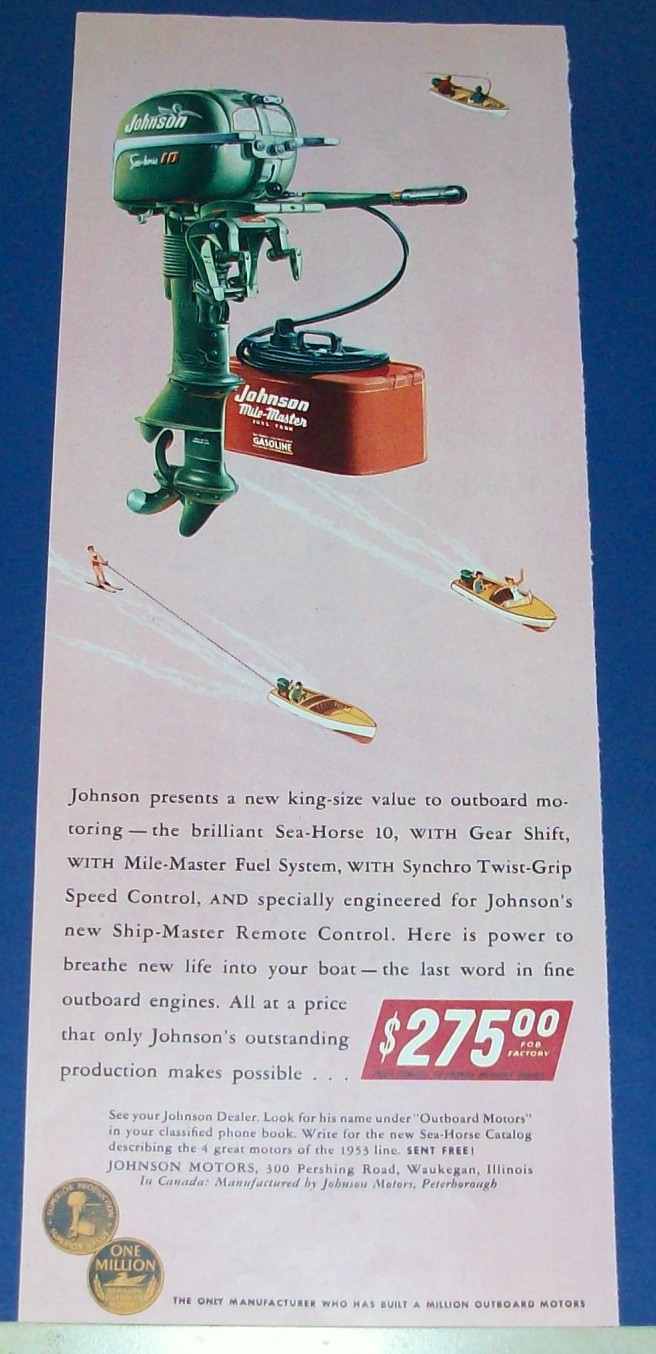 Johnson
Sea-horse 10
Johnson
Mile-Master
FUEL TANK
GASOLINE
Johnson presents a new king-size value to outboard mo-
toring — the brilliant Sea-Horse 10, WITH Gear Shift,
WITH Mile-Master Fuel System, WITH Synchro Twist-Grip
Speed Control, AND specially engineered for Johnson's
new Ship-Master Remote Control. Here is power to
breathe new life into your boat — the last word in fine
outboard engines. All at a price
that only Johnson's outstanding
production makes possible . . .
$275.00
FOB
FACTORY
See your Johnson Dealer. Look for his name under "Outboard Motors"
in your classified phone book. Write for the new Sea-Horse Catalog
describing the 4 great motors of the 1953 line. SENT FREE!
JOHNSON MOTORS, 300 Pershing Road, Waukegan, Illinois
In Canada: Manufactured by Johnson Motors, Peterborough
SUPERIOR PRODUCTION
SUPERIOR VALUE
ONE
MILLION
THE ONLY MANUFACTURER WHO HAS BUILT A MILLION OUTBOARD MOTORS